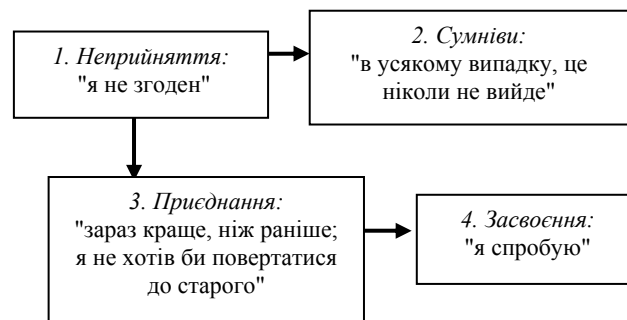 1. Неприйняття:
"я не згоден"
2. Сумніви:
"в усякому випадку, це
ніколи не вийде"
3. Приєднання:
"зараз краще, ніж раніше;
я не хотів би повертатися
до старого"
4. Засвоєння:
"я спробую"